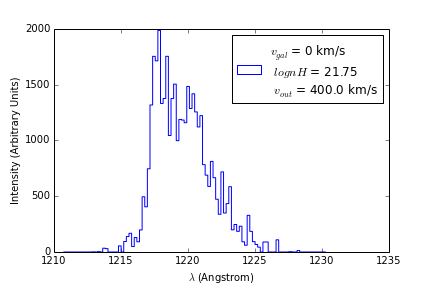 2000
1500
1000
500
0
1210
1215
1220
1225
1230
1235
Intensity (Arbitrary Units)
λ (Angstrom)
v_gal = 0 km/s
lognH = 21.75
v_out = 400.0 km/s